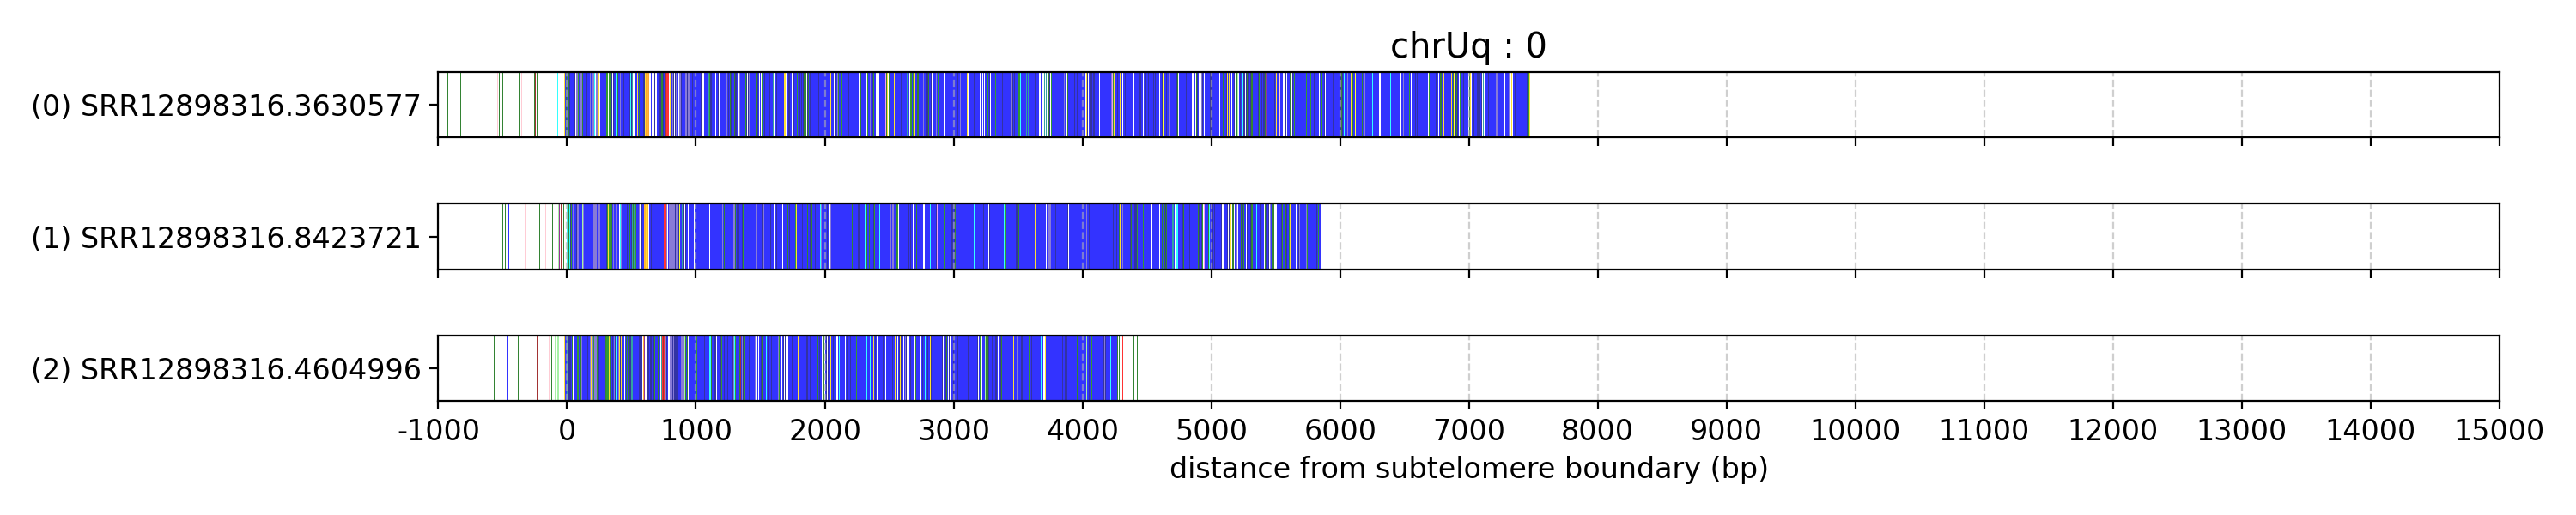 chrUq : 0
(0) SRR12898316.3630577
(1) SRR12898316.8423721
(2) SRR12898316.4604996
-1000 0 1000 2000 3000 4000 5000 6000 7000 8000 9000 10000 11000 12000 13000 14000 15000
distance from subtelomere boundary (bp)